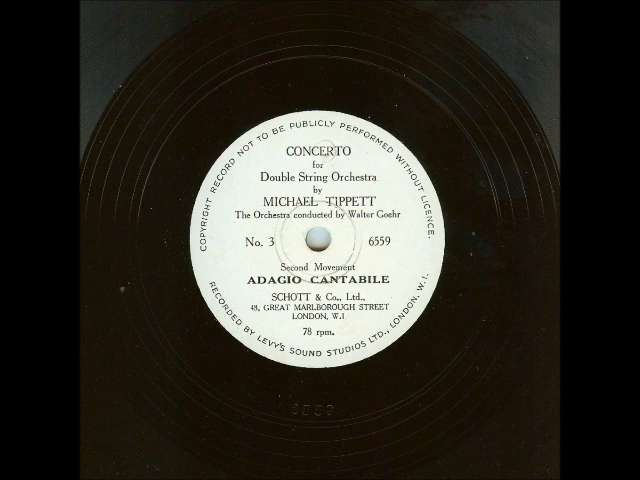 COPYRIGHT RECORD NOT TO BE PUBLICLY PERFORMED WITHOUT LICENCE.
CONCERTO
for
Double String Orchestra
by
MICHAEL TIPPETT
The Orchestra conducted by Walter Goehr
No. 3 6559
Second Movement
ADAGIO CANTABILE
SCHOTT & Co., Ltd.,
48, GREAT MARLBOROUGH STREET
LONDON, W.1
78 rpm.
RECORDED BY LEVY'S SOUND STUDIOS LTD., LONDON, W.1.
6559